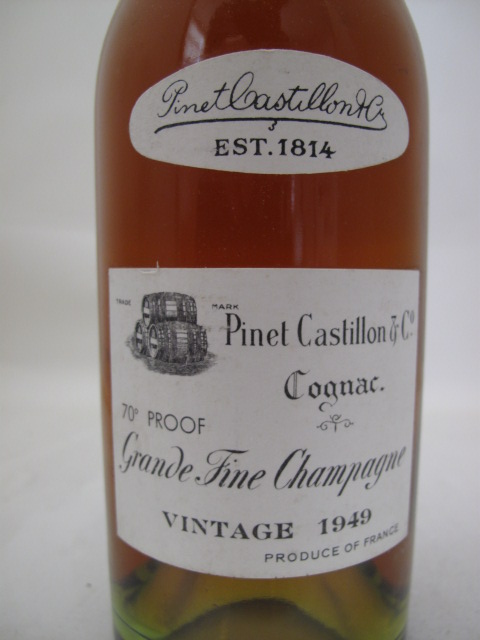 Pinet Castillon & Co
EST. 1814
TRADE MARK
Pinet Castillon & Co
Cognac.
70° PROOF
Grande Fine Champagne
VINTAGE 1949
PRODUCE OF FRANCE